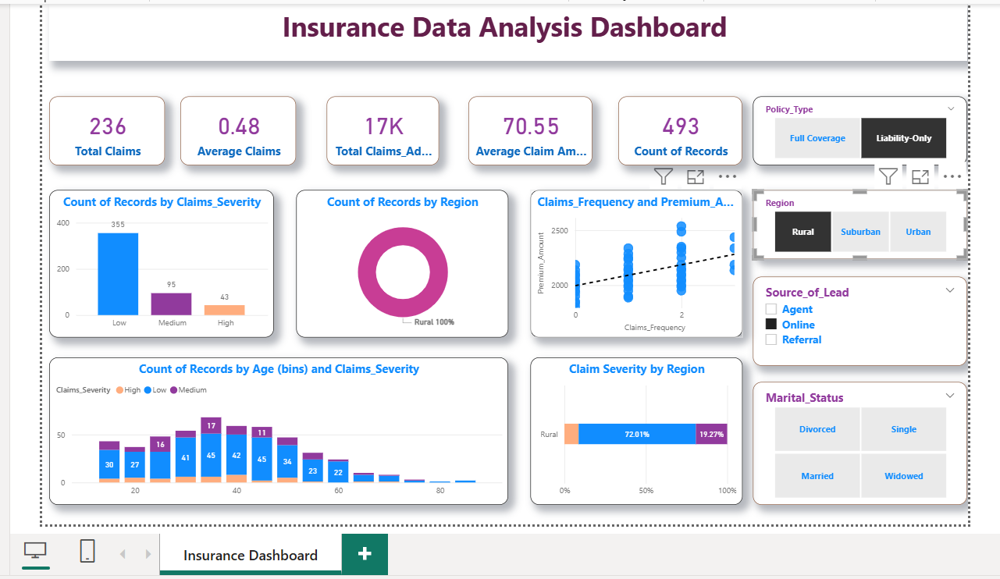 Insurance Data Analysis Dashboard
236
Total Claims
0.48
Average Claims
17K
Total Claims_Ad...
70.55
Average Claim Am...
493
Count of Records
Policy_Type
Full Coverage
Liability-Only
Count of Records by Claims_Severity
400
200
0
355
95
43
Low
Medium
High
Count of Records by Region
Rural 100%
Claims_Frequency and Premium_A...
Premium_Amount
2500
2000
0
2
Claims_Frequency
Region
Rural
Suburban
Urban
Source_of_Lead
Agent
Online
Referral
Count of Records by Age (bins) and Claims_Severity
Claims_Severity High Low Medium
50
0
30
27
16
41
17
45
42
11
45
34
23
22
20
40
60
80
Claim Severity by Region
Rural
72.01%
19.27%
0%
50%
100%
Marital_Status
Divorced
Single
Married
Widowed
Insurance Dashboard